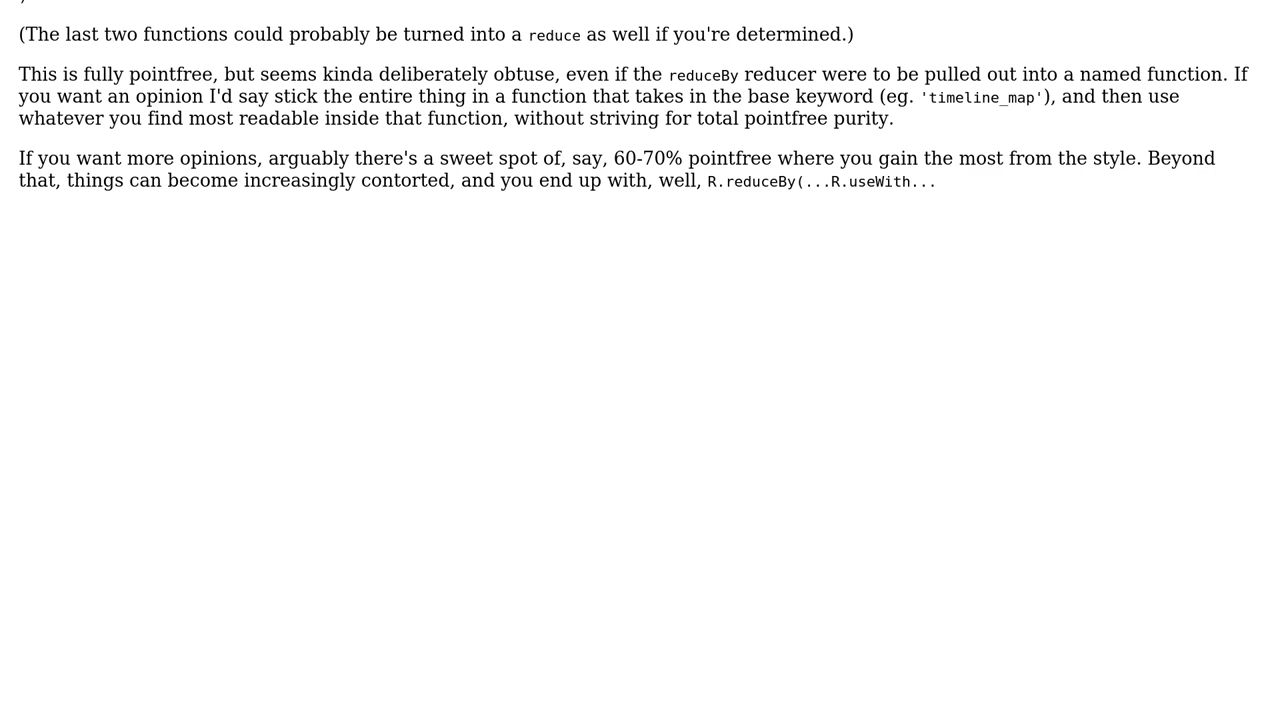 (The last two functions could probably be turned into a reduce as well if you're determined.)
This is fully pointfree, but seems kinda deliberately obtuse, even if the reduceBy reducer were to be pulled out into a named function. If
you want an opinion I'd say stick the entire thing in a function that takes in the base keyword (eg. 'timeline_map'), and then use
whatever you find most readable inside that function, without striving for total pointfree purity.
If you want more opinions, arguably there's a sweet spot of, say, 60-70% pointfree where you gain the most from the style. Beyond
that, things can become increasingly contorted, and you end up with, well, R.reduceBy(...R.useWith...